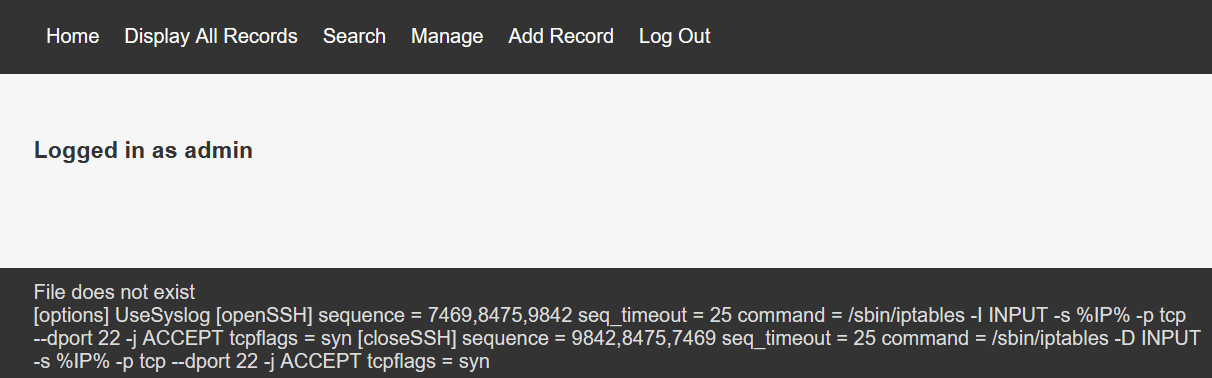 Home Display All Records Search Manage Add Record Log Out
Logged in as admin
File does not exist
[options] UseSyslog [openSSH] sequence = 7469,8475,9842 seq_timeout = 25 command = /sbin/iptables -I INPUT -s %IP% -p tcp
--dport 22 -j ACCEPT tcpflags = syn [closeSSH] sequence = 9842,8475,7469 seq_timeout = 25 command = /sbin/iptables -D INPUT
-s %IP% -p tcp --dport 22 -j ACCEPT tcpflags = syn